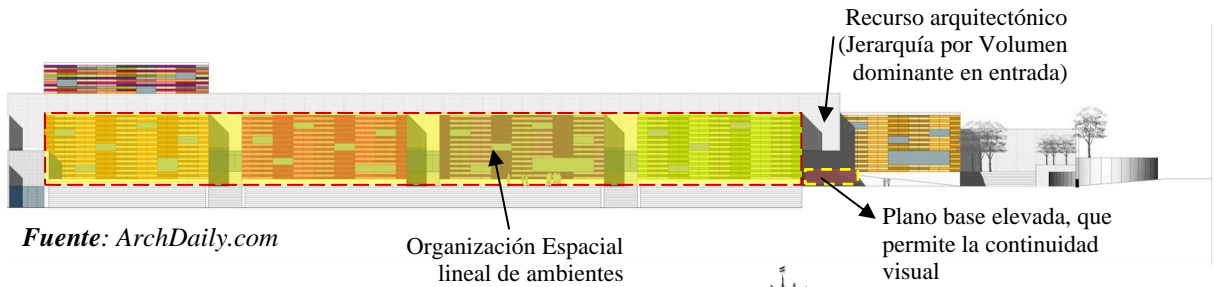 Recurso arquitectónico
(Jerarquía por Volumen
dominante en entrada)
Fuente: ArchDaily.com
Organización Espacial
lineal de ambientes
Plano base elevada, que
permite la continuidad
visual